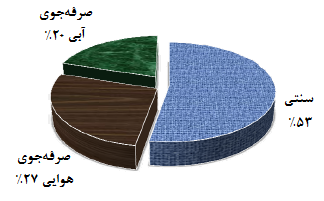 صرفه‌جوی
آبی ۲۰٪
سنتی
۵۳٪
صرفه‌جوی
هوایی ۲۷٪